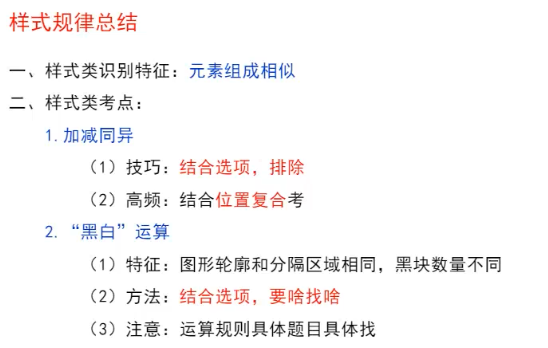 样式规律总结
一、样式类识别特征：元素组成相似
二、样式类考点：
1.加减同异
（1）技巧：结合选项，排除
（2）高频：结合位置复合考
2.“黑白”运算
（1）特征：图形轮廓和分隔区域相同，黑块数量不同
（2）方法：结合选项，要啥找啥
（3）注意：运算规则具体题目具体找